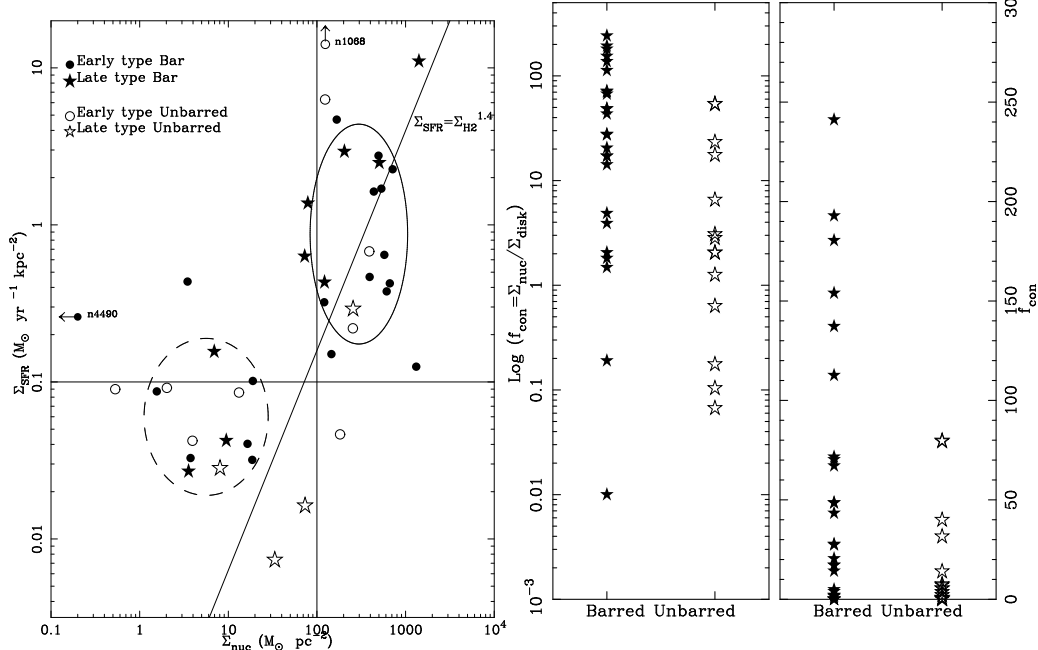 n1068
Early type Bar
Late type Bar
Early type Unbarred
Late type Unbarred
Σ_SFR=Σ_H2^1.4
n4490
10
1
0.1
0.01
Σ_SFR (M⊙ yr^−1 kpc^−2)
0.1 1 10 100 1000 10^4
Σ_nuc (M⊙ pc^−2)
100
10
1
0.1
0.01
10^−3
Log (f_con=Σ_nuc/Σ_disk)
Barred Unbarred
300
250
200
150
100
50
0
f_con
Barred Unbarred